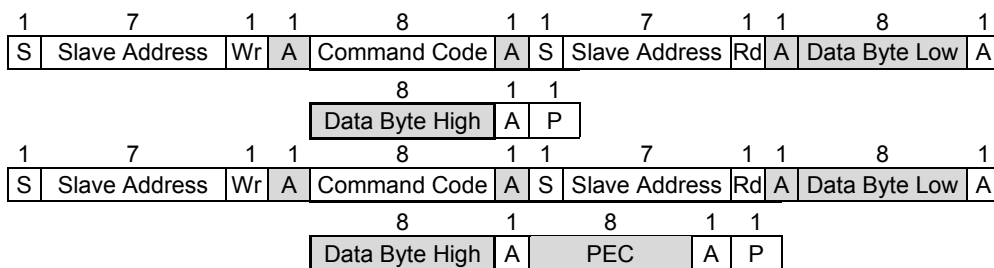 1 7 1 1 8 1 1 7 1 1 8 1
S Slave Address Wr A Command Code A S Slave Address Rd A Data Byte Low A
8 1 1
Data Byte High A P
1 7 1 1 8 1 1 7 1 1 8 1
S Slave Address Wr A Command Code A S Slave Address Rd A Data Byte Low A
8 1 8 1 1
Data Byte High A PEC A P